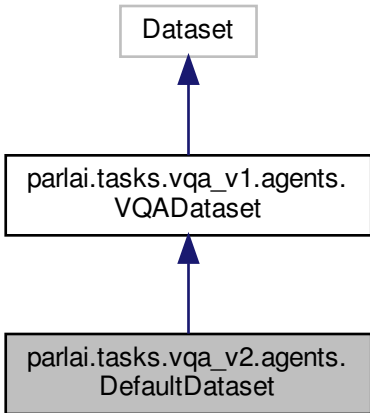 Dataset
parlai.tasks.vqa_v1.agents.
VQADataset
parlai.tasks.vqa_v2.agents.
DefaultDataset